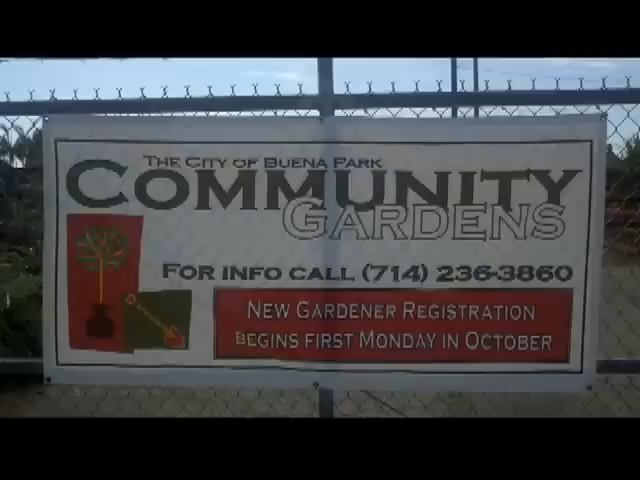 The City of Buena Park
Community
Gardens
For info call (714) 236-3860
New Gardener Registration
begins first Monday in October